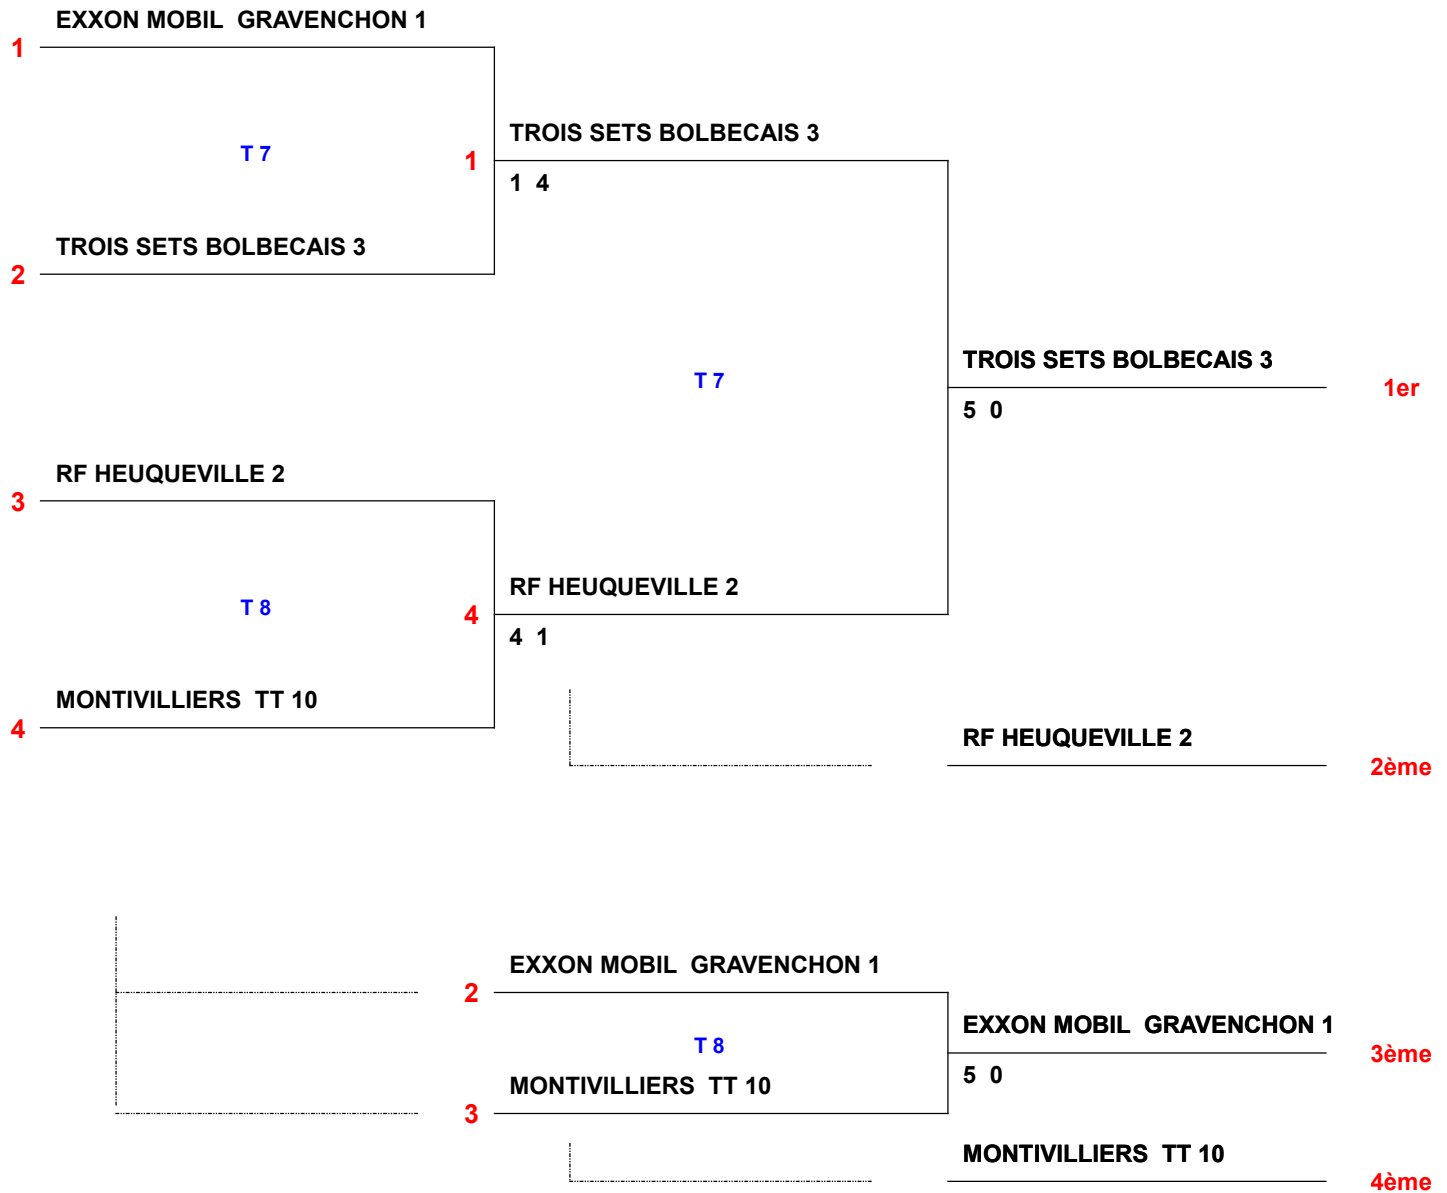 EXXON MOBIL  GRAVENCHON 1
1
TROIS SETS BOLBECAIS 3
T 7
1
1  4
TROIS SETS BOLBECAIS 3
2
TROIS SETS BOLBECAIS 3
T 7
1er
5  0
RF HEUQUEVILLE 2
3
RF HEUQUEVILLE 2
T 8
4
4  1
MONTIVILLIERS  TT 10
4
RF HEUQUEVILLE 2
2ème
EXXON MOBIL  GRAVENCHON 1
2
EXXON MOBIL  GRAVENCHON 1
T 8
3ème
5  0
MONTIVILLIERS  TT 10
3
MONTIVILLIERS  TT 10
4ème